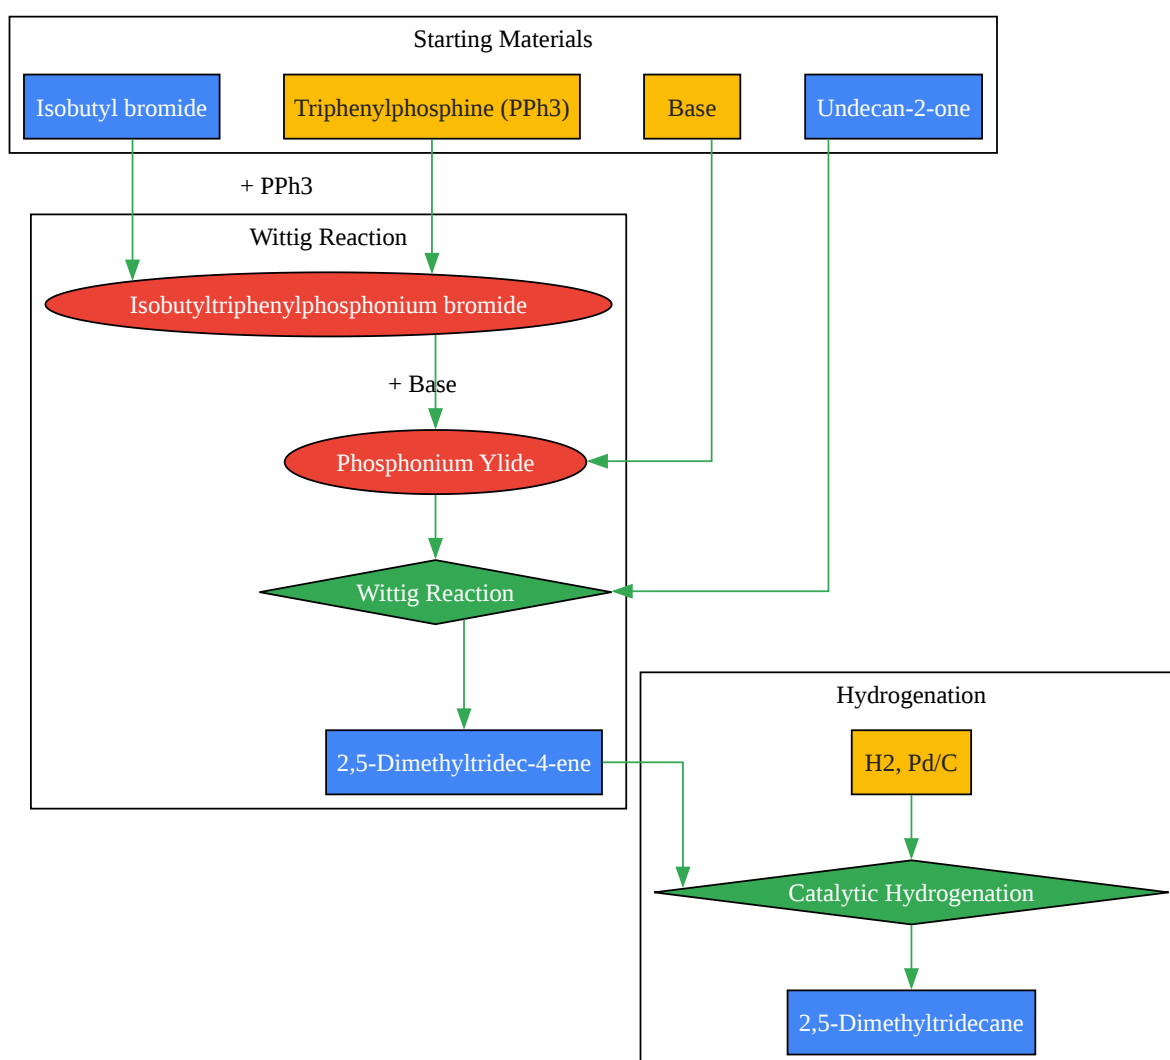 Starting Materials
Isobutyl bromide
Triphenylphosphine (PPh3)
Base
Undecan-2-one
+ PPh3
Wittig Reaction
Isobutyltriphenylphosphonium bromide
+ Base
Phosphonium Ylide
Wittig Reaction
2,5-Dimethyltridec-4-ene
Hydrogenation
H2, Pd/C
Catalytic Hydrogenation
2,5-Dimethyltridecane